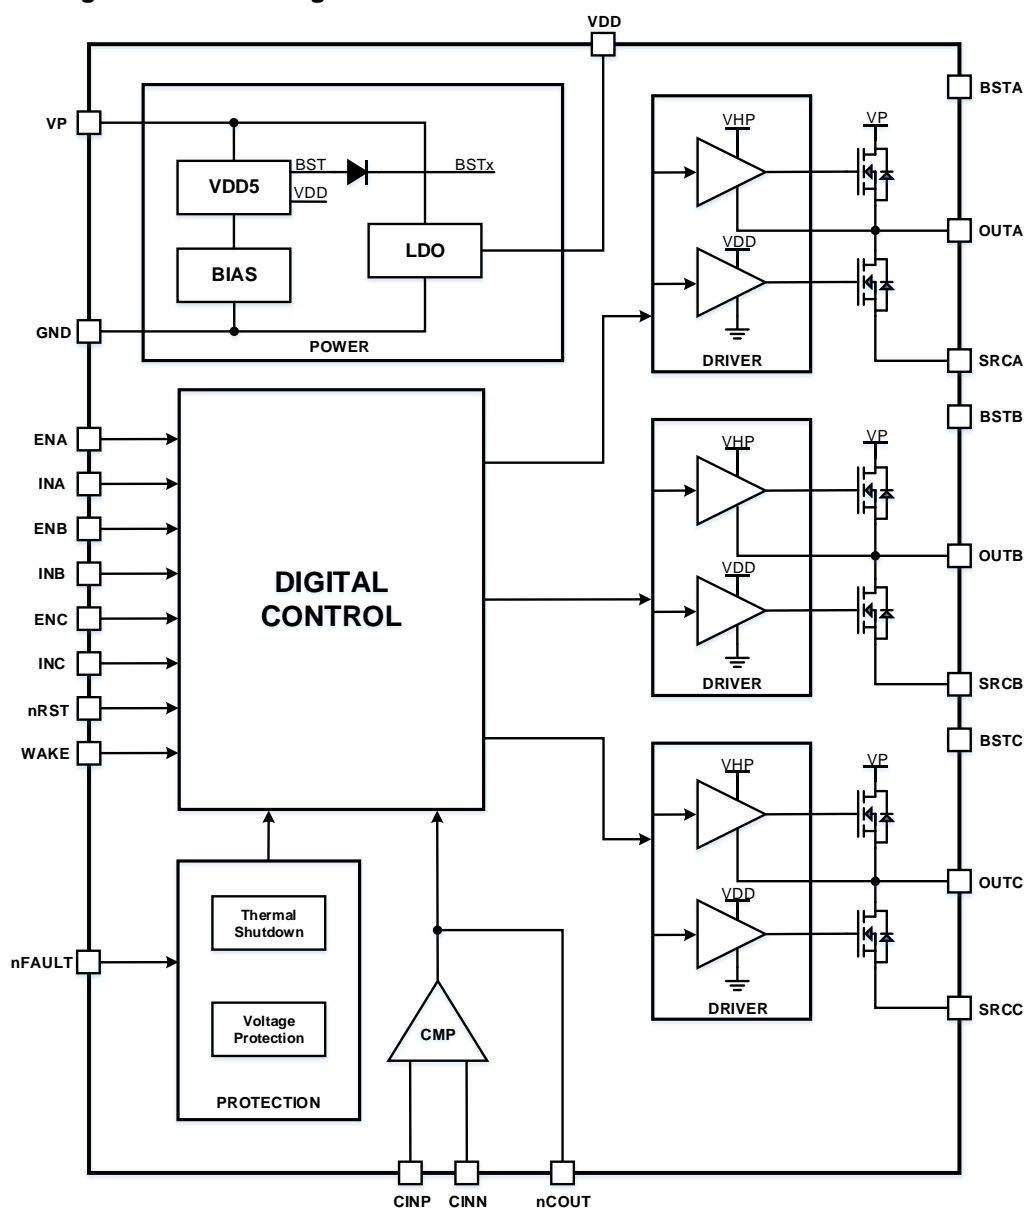 VDD
VP
BST
BSTx
VDD5
VDD
LDO
BIAS
GND
POWER
VHP
VP
BSTA
OUTA
VDD
DRIVER
SRCA
ENA
INA
ENB
INB
ENC
INC
nRST
WAKE
DIGITAL
CONTROL
BSTB
VHP
VP
OUTB
VDD
DRIVER
SRCB
BSTC
VHP
VP
OUTC
VDD
DRIVER
SRCC
Thermal
Shutdown
nFAULT
Voltage
Protection
PROTECTION
CMP
CINP
CINN
nCOUT